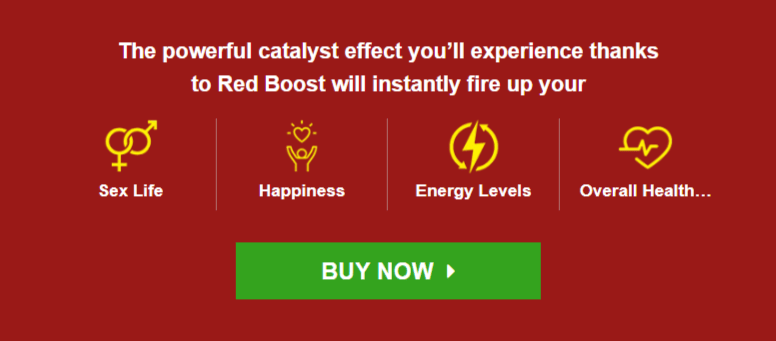 The powerful catalyst effect you’ll experience thanks
to Red Boost will instantly fire up your
Sex Life
Happiness
Energy Levels
Overall Health...
BUY NOW